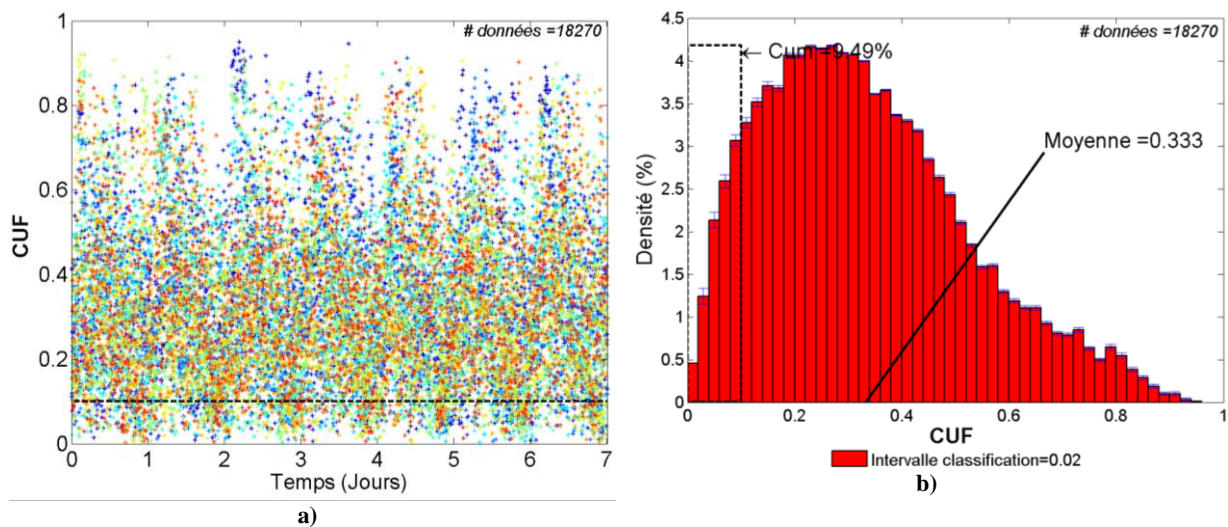 # données =18270
1
0.8
0.6
0.4
0.2
0
CUF
0 1 2 3 4 5 6 7
Temps (Jours)
a)
# données =18270
4.5
4
3.5
3
2.5
2
1.5
1
0.5
0
Densité (%)
← Cum =9.49%
Moyenne =0.333
0 0.2 0.4 0.6 0.8 1
CUF
Intervalle classification=0.02
b)